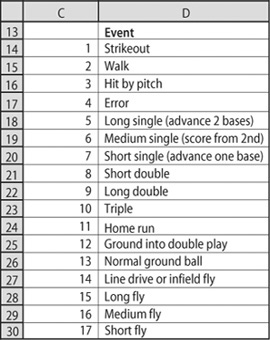 C D
13 Event
14 1 Strikeout
15 2 Walk
16 3 Hit by pitch
17 4 Error
18 5 Long single (advance 2 bases)
19 6 Medium single (score from 2nd)
20 7 Short single (advance one base)
21 8 Short double
22 9 Long double
23 10 Triple
24 11 Home run
25 12 Ground into double play
26 13 Normal ground ball
27 14 Line drive or infield fly
28 15 Long fly
29 16 Medium fly
30 17 Short fly